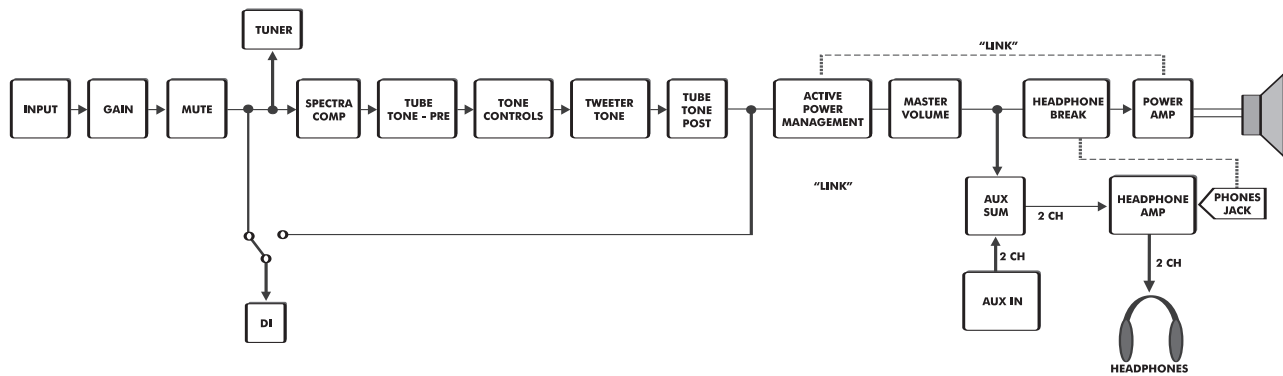 TUNER
"LINK"
INPUT
GAIN
MUTE
SPECTRA
COMP
TUBE
TONE - PRE
TONE
CONTROLS
TWEETER
TONE
TUBE
TONE
POST
ACTIVE
POWER
MANAGEMENT
MASTER
VOLUME
HEADPHONE
BREAK
POWER
AMP
"LINK"
AUX
SUM
2 CH
HEADPHONE
AMP
PHONES
JACK
2 CH
2 CH
AUX IN
DI
HEADPHONES